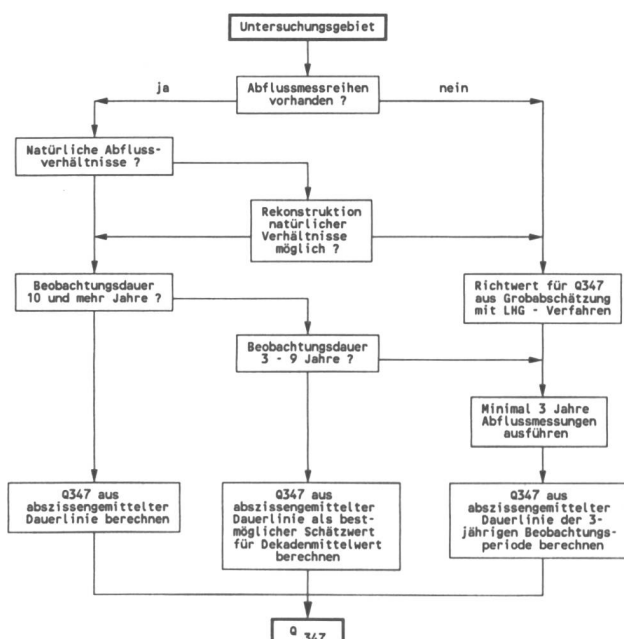 Untersuchungsgebiet
Abflussmessreihen
vorhanden ?
ja
nein
Natürliche Abfluss-
verhältnisse ?
Rekonstruktion
natürlicher
Verhältnisse
möglich ?
Beobachtungsdauer
10 und mehr Jahre ?
Richtwert für Q347
aus Grobabschätzung
mit LHG - Verfahren
Beobachtungsdauer
3 - 9 Jahre ?
Minimal 3 Jahre
Abflussmessungen
ausführen
Q347 aus
abszissengemittelter
Dauerlinie berechnen
Q347 aus
abszissengemittelter
Dauerlinie als best-
möglicher Schätzwert
für Dekadenmittelwert
berechnen
Q347 aus
abszissengemittelter
Dauerlinie der 3-
jährigen Beobachtungs-
periode berechnen
Q
347